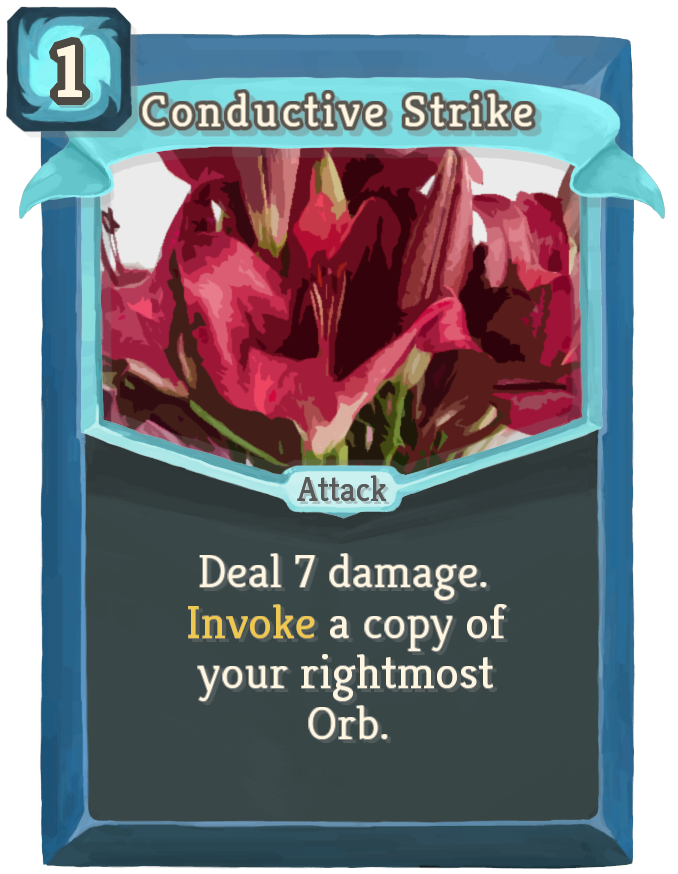 1
Conductive Strike
Attack
Deal 7 damage.
Invoke a copy of
your rightmost
Orb.